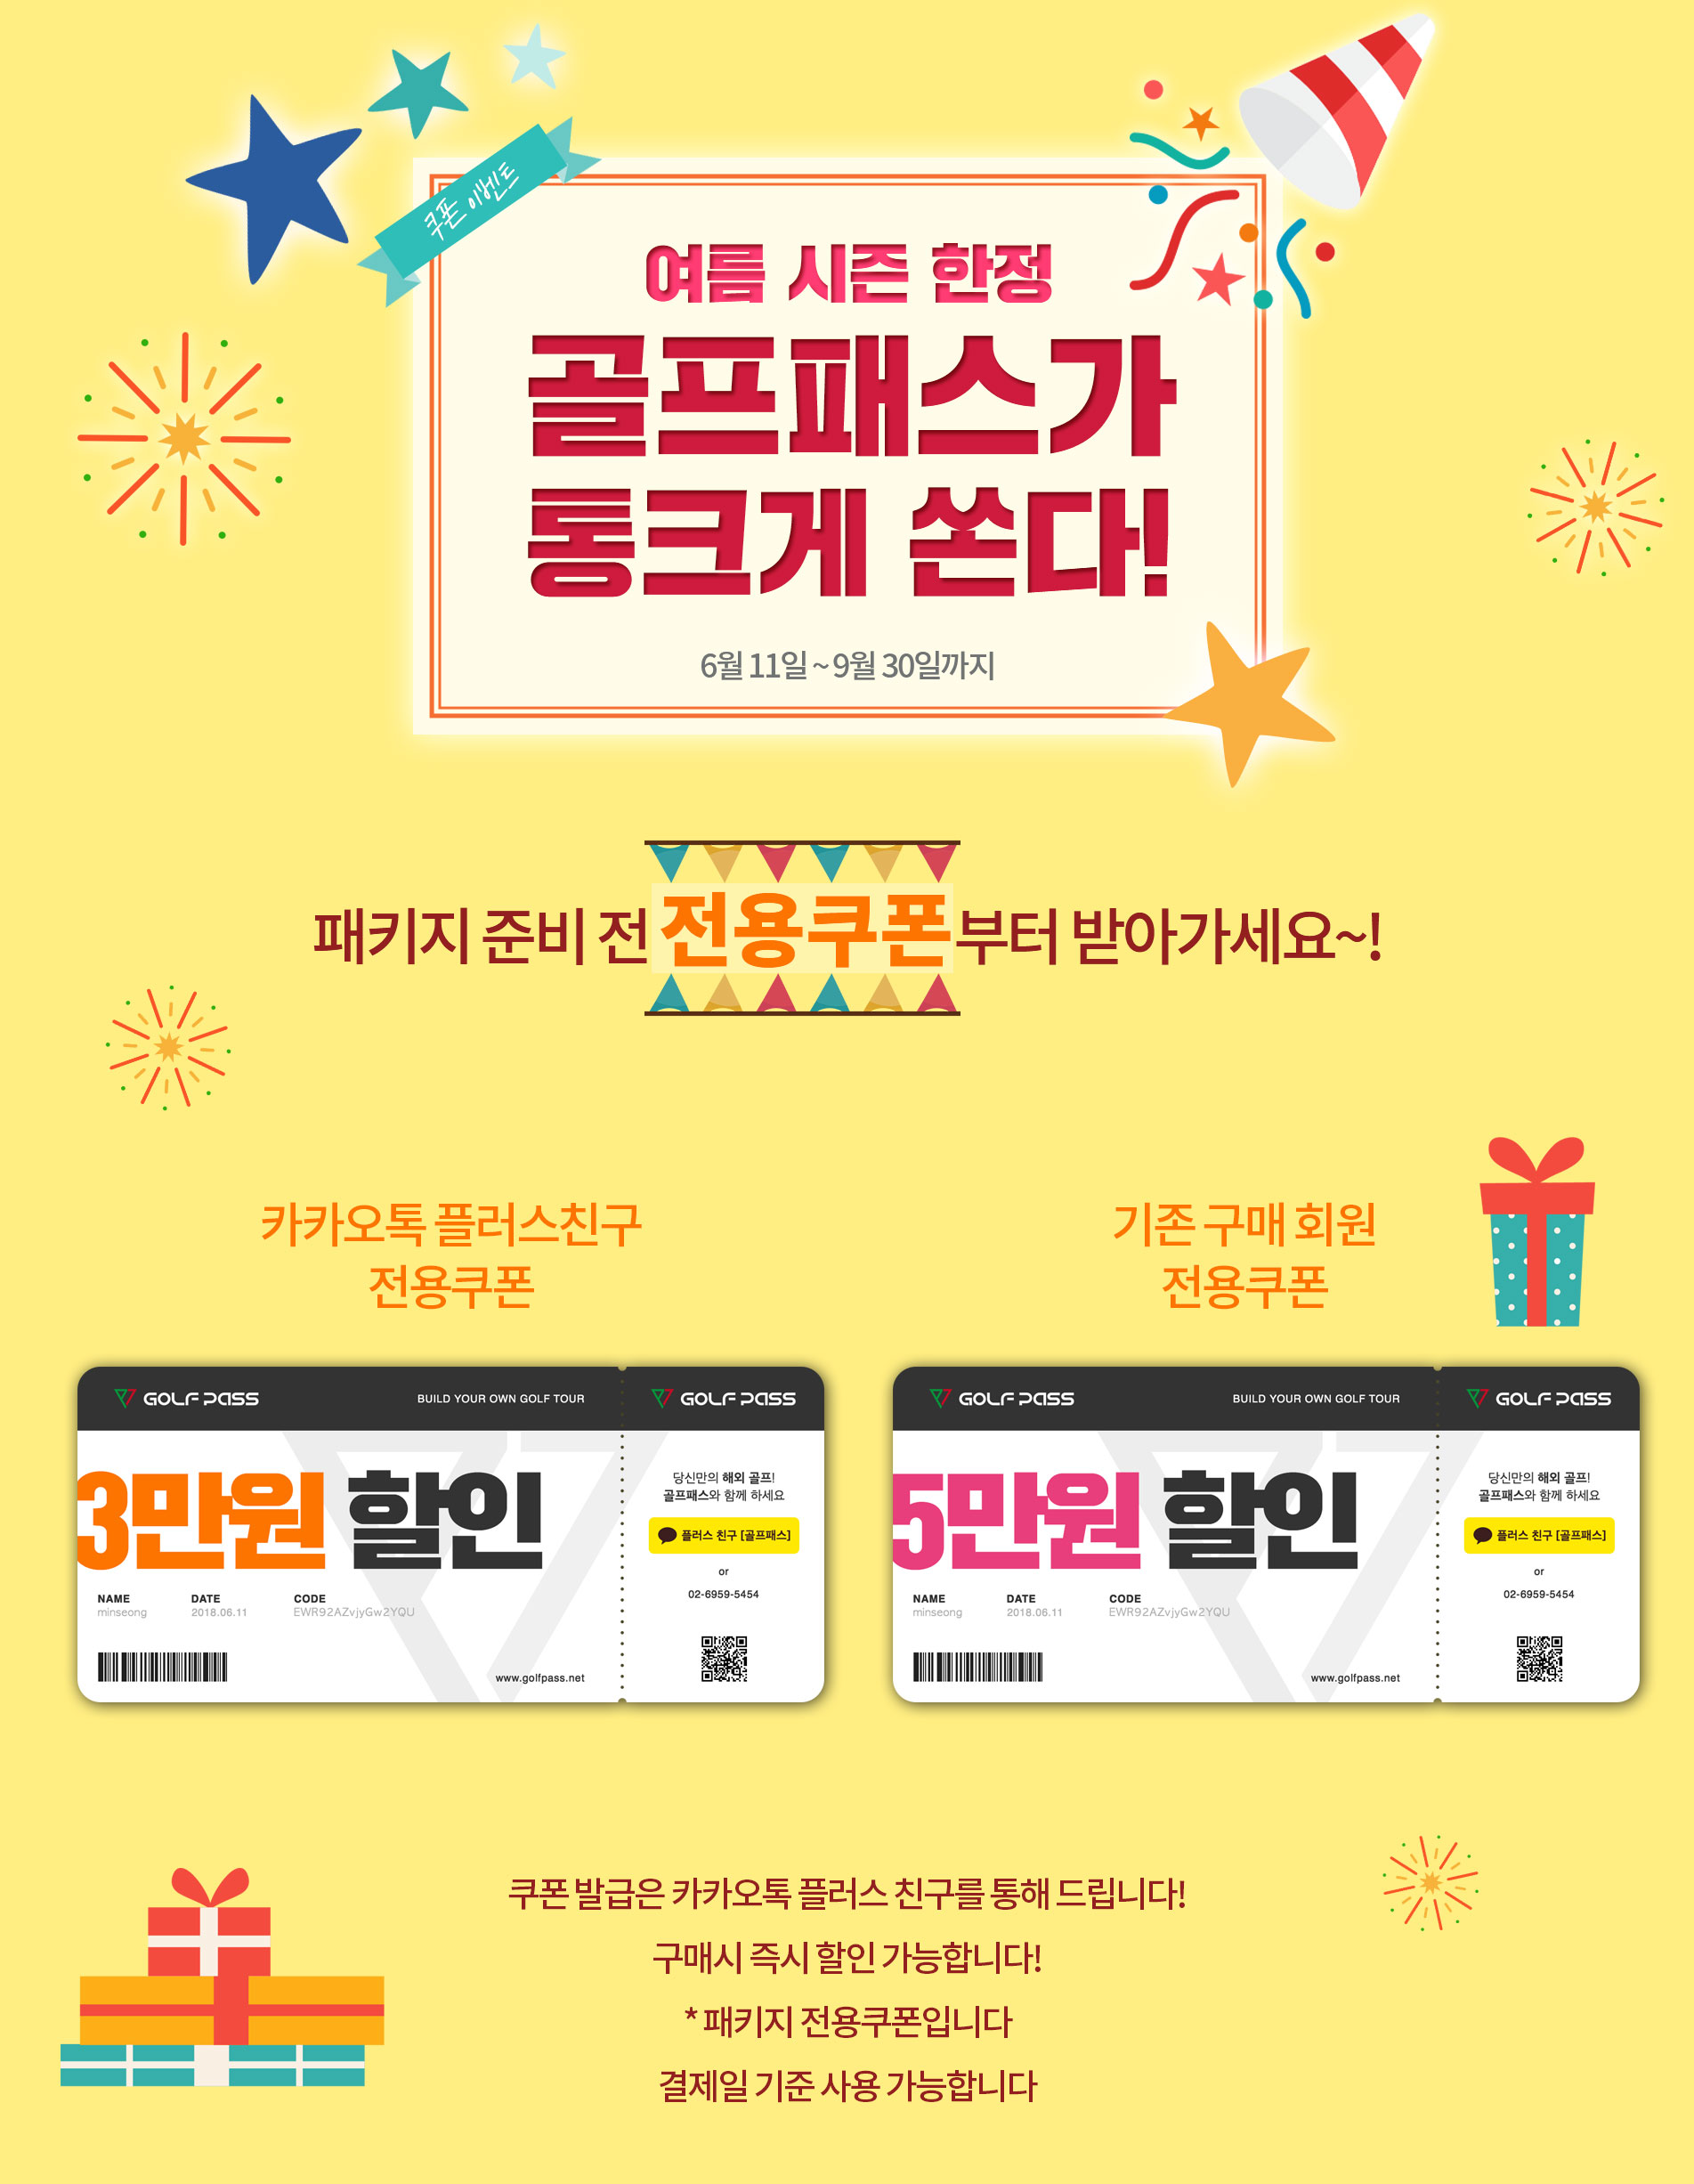 쿠폰 이벤트
여름 시즌 한정
골프패스가
통크게 쏜다!
6월 11일 ~ 9월 30일까지
패키지 준비 전 전용쿠폰부터 받아가세요~!
카카오톡 플러스친구
전용쿠폰
GOLF PASS
BUILD YOUR OWN GOLF TOUR
3만원 할인
NAME DATE CODE
minseong 2018.06.11 EWR92AZvjyGw2YQU
www.golfpass.net
GOLF PASS
당신만의 해외 골프!
골프패스와 함께 하세요
플러스 친구 [골프패스]
or
02-6959-5454
기존 구매 회원
전용쿠폰
GOLF PASS
BUILD YOUR OWN GOLF TOUR
5만원 할인
NAME DATE CODE
minseong 2018.06.11 EWR92AZvjyGw2YQU
www.golfpass.net
GOLF PASS
당신만의 해외 골프!
골프패스와 함께 하세요
플러스 친구 [골프패스]
or
02-6959-5454
쿠폰 발급은 카카오톡 플러스 친구를 통해 드립니다!
구매시 즉시 할인 가능합니다!
* 패키지 전용쿠폰입니다
결제일 기준 사용 가능합니다